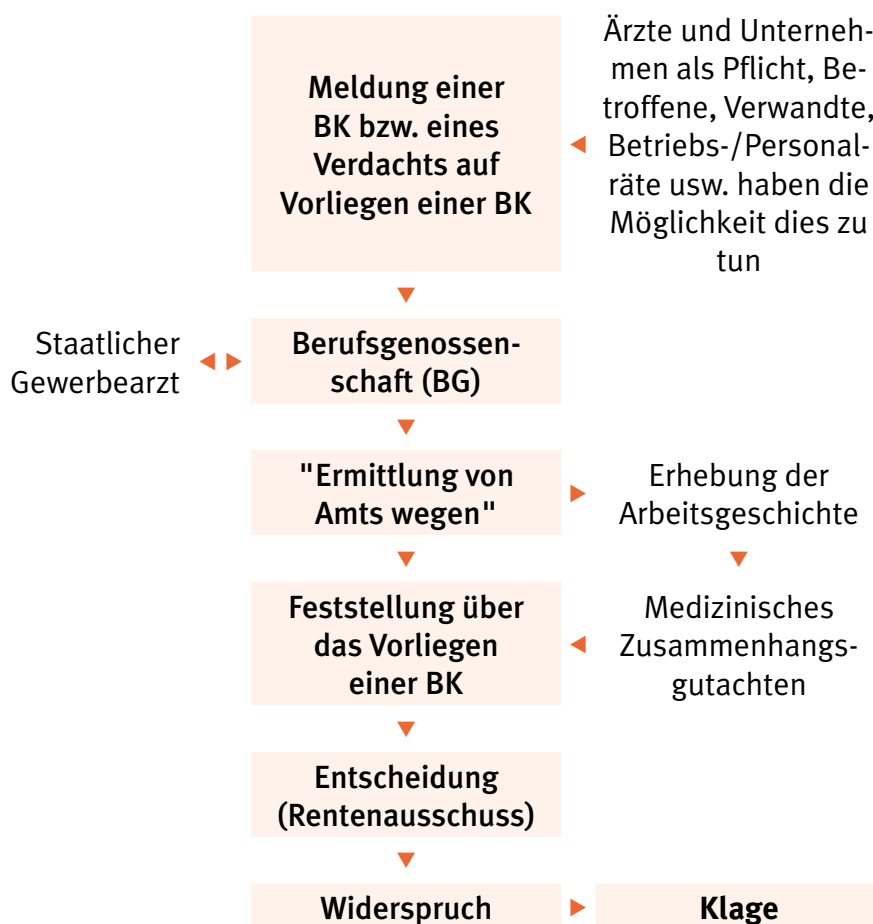 Meldung einer
BK bzw. eines
Verdachts auf
Vorliegen einer BK
Ärzte und Unterneh-
men als Pflicht, Be-
troffene, Verwandte,
Betriebs-/Personal-
räte usw. haben die
Möglichkeit dies zu
tun
Staatlicher
Gewerbearzt
Berufsgenossen-
schaft (BG)
"Ermittlung von
Amts wegen"
Erhebung der
Arbeitsgeschichte
Feststellung über
das Vorliegen
einer BK
Medizinisches
Zusammenhangs-
gutachten
Entscheidung
(Rentenausschuss)
Widerspruch
Klage